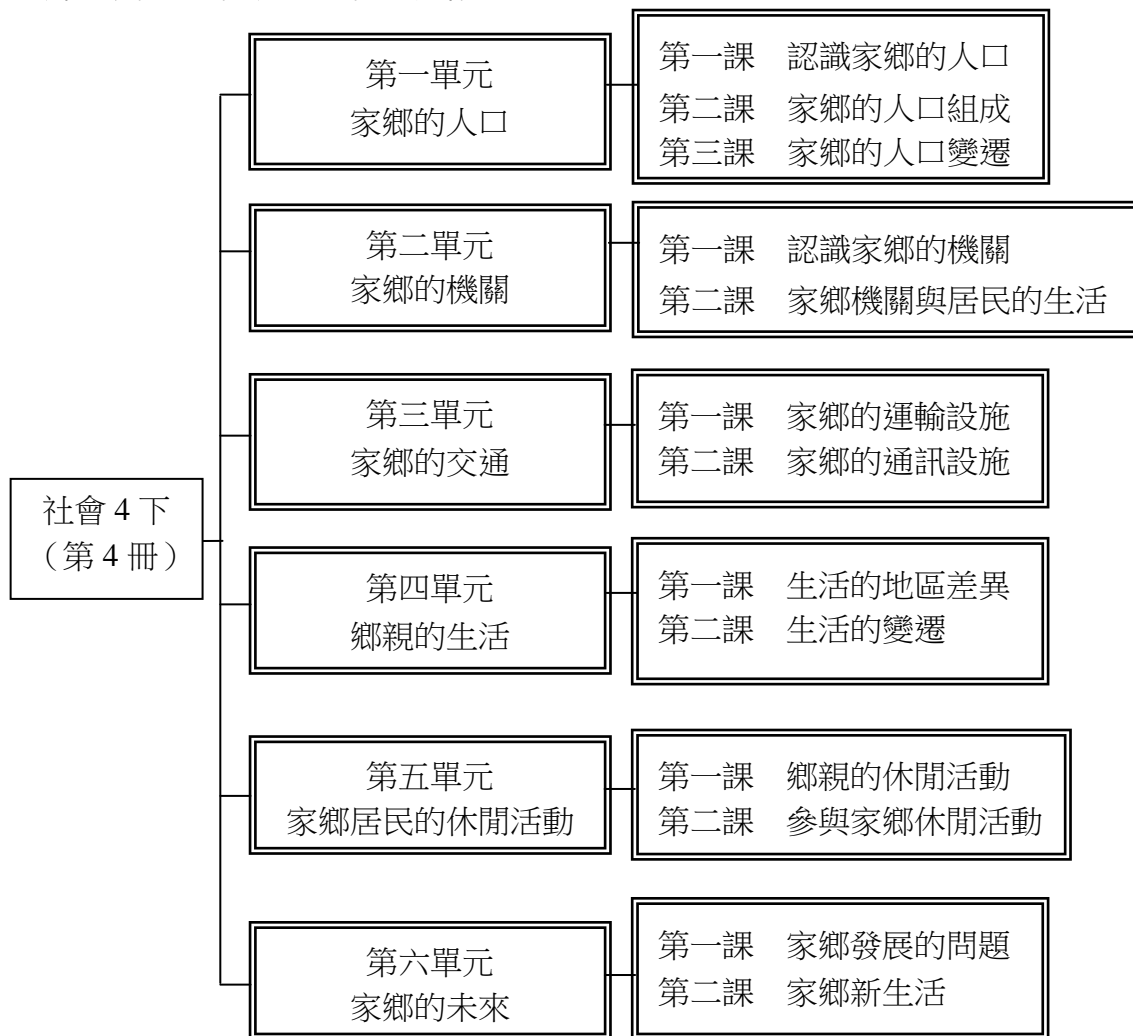 社會 4 下
（第 4 冊）
第一單元
家鄉的人口
第一課　認識家鄉的人口
第二課　家鄉的人口組成
第三課　家鄉的人口變遷
第二單元
家鄉的機關
第一課　認識家鄉的機關
第二課　家鄉機關與居民的生活
第三單元
家鄉的交通
第一課　家鄉的運輸設施
第二課　家鄉的通訊設施
第四單元
鄉親的生活
第一課　生活的地區差異
第二課　生活的變遷
第五單元
家鄉居民的休閒活動
第一課　鄉親的休閒活動
第二課　參與家鄉休閒活動
第六單元
家鄉的未來
第一課　家鄉發展的問題
第二課　家鄉新生活